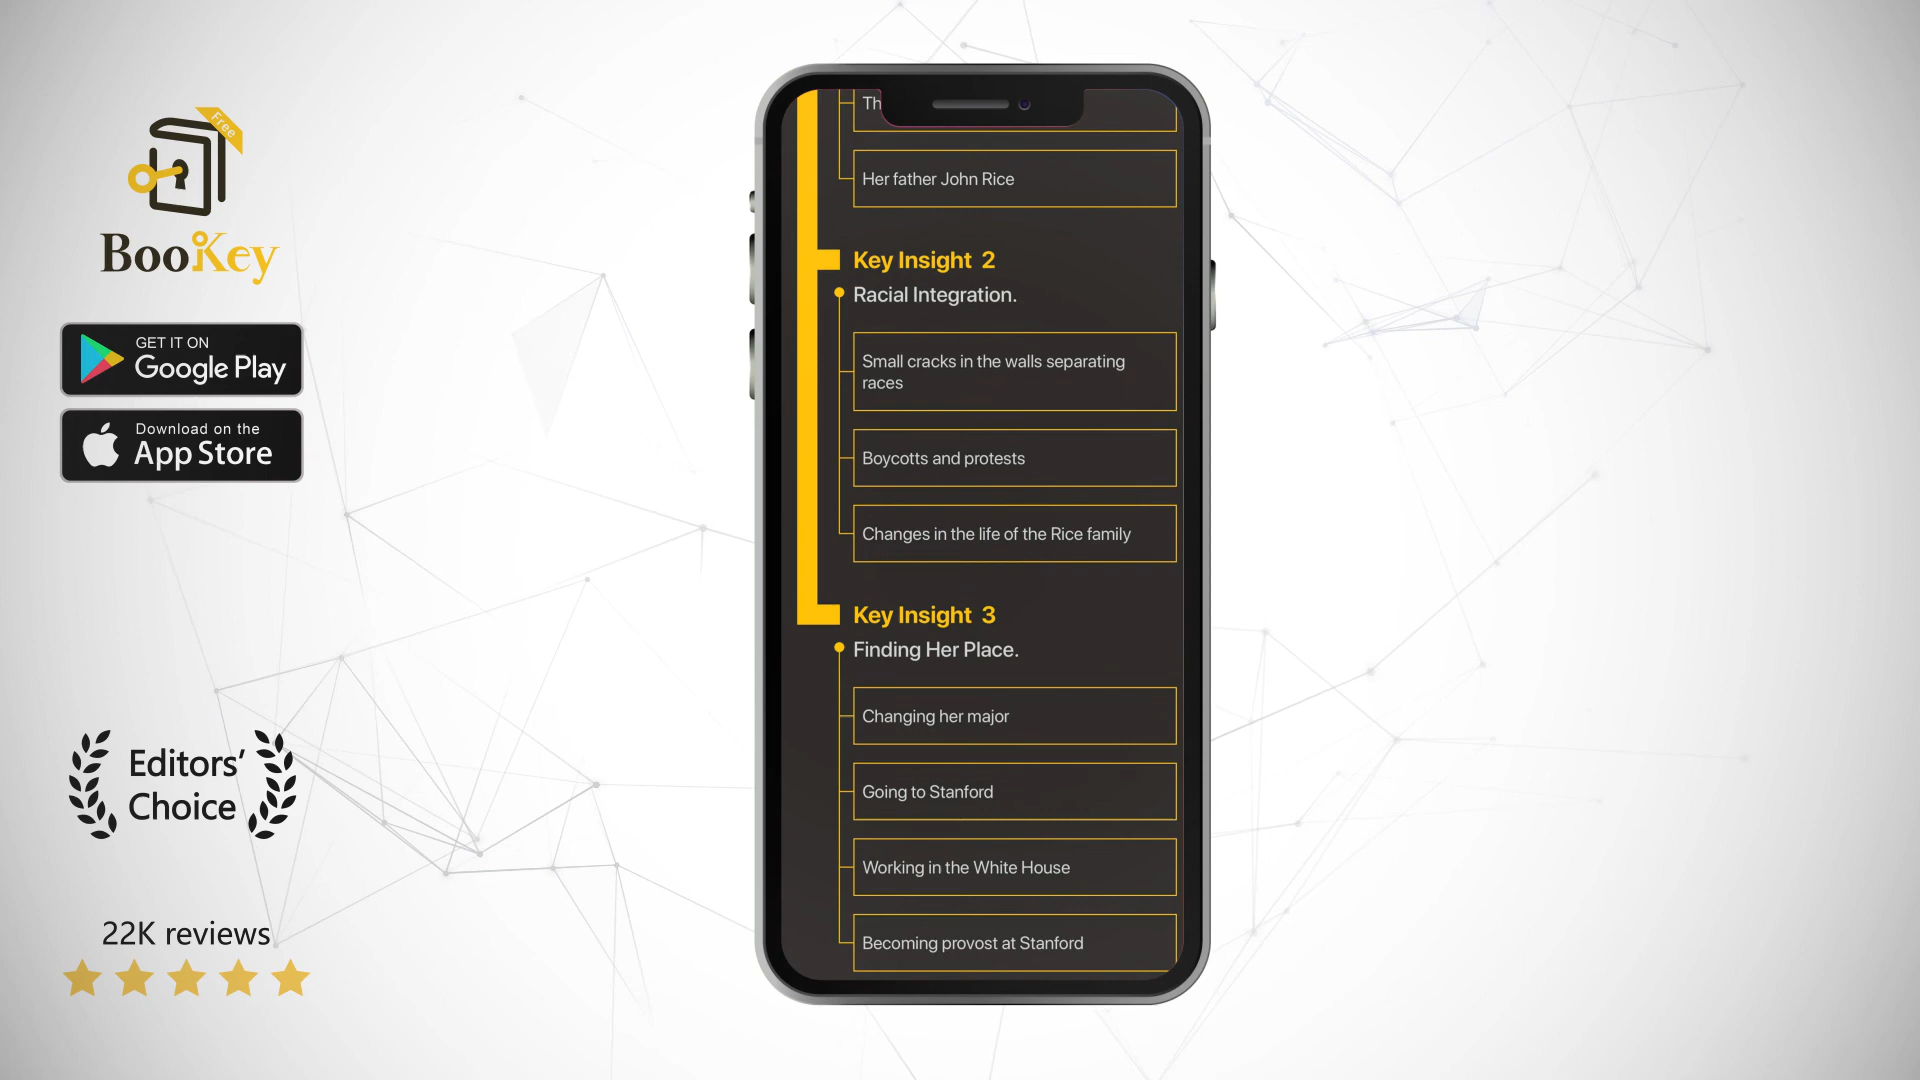 Free
BooKey
GET IT ON
Google Play
Download on the
App Store
Editors'
Choice
22K reviews
Her father John Rice
Key Insight 2
Racial Integration.
Small cracks in the walls separating
races
Boycotts and protests
Changes in the life of the Rice family
Key Insight 3
Finding Her Place.
Changing her major
Going to Stanford
Working in the White House
Becoming provost at Stanford